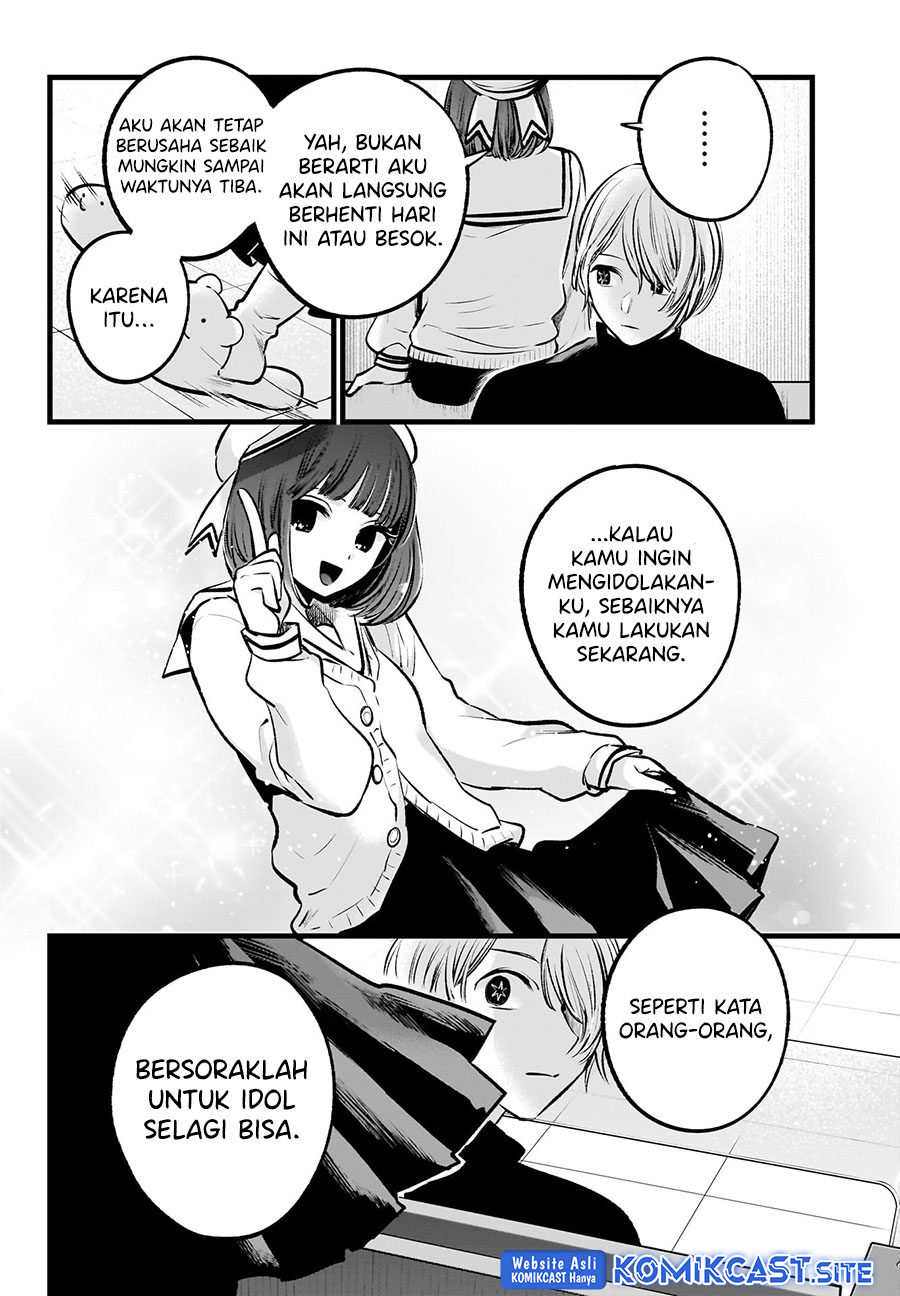 ......
YAH, BUKAN
BERARTI AKU
AKAN LANGSUNG
BERHENTI HARI
INI ATAU BESOK.
AKU AKAN TETAP
BERUSAHA SEBAIK
MUNGKIN SAMPAI
WAKTUNYA TIBA.
KARENA
ITU...
...KALAU
KAMU INGIN
MENGIDOLAKAN-
KU, SEBAIKNYA
KAMU LAKUKAN
SEKARANG.
SEPERTI KATA
ORANG-ORANG,
BERSORAKLAH
UNTUK IDOL
SELAGI BISA.
Website Asli
KOMIKCAST Hanya
KOMIKCAST.SITE